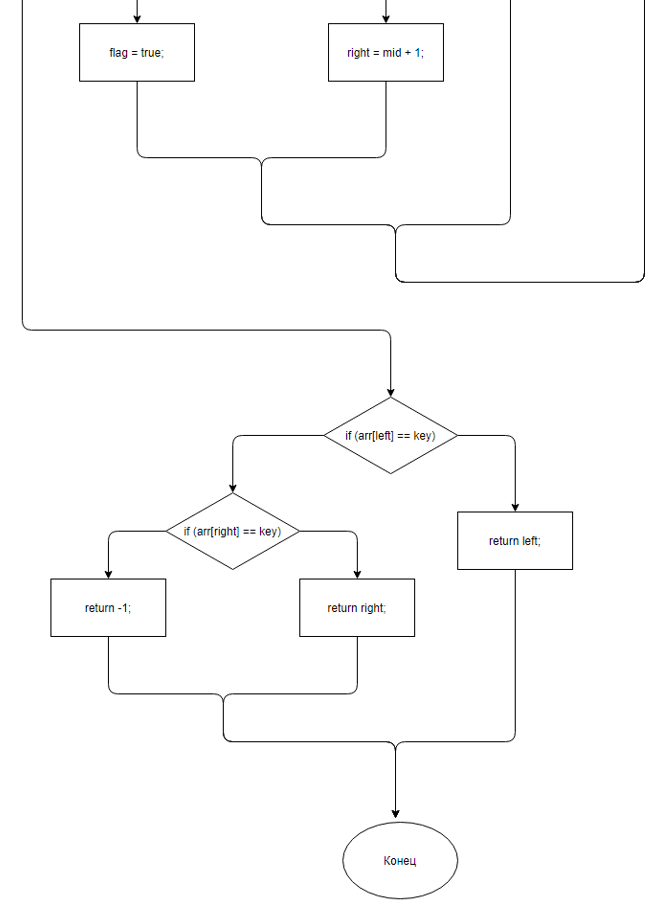 flag = true;
right = mid + 1;
if (arr[left] == key)
if (arr[right] == key)
return left;
return -1;
return right;
Конец